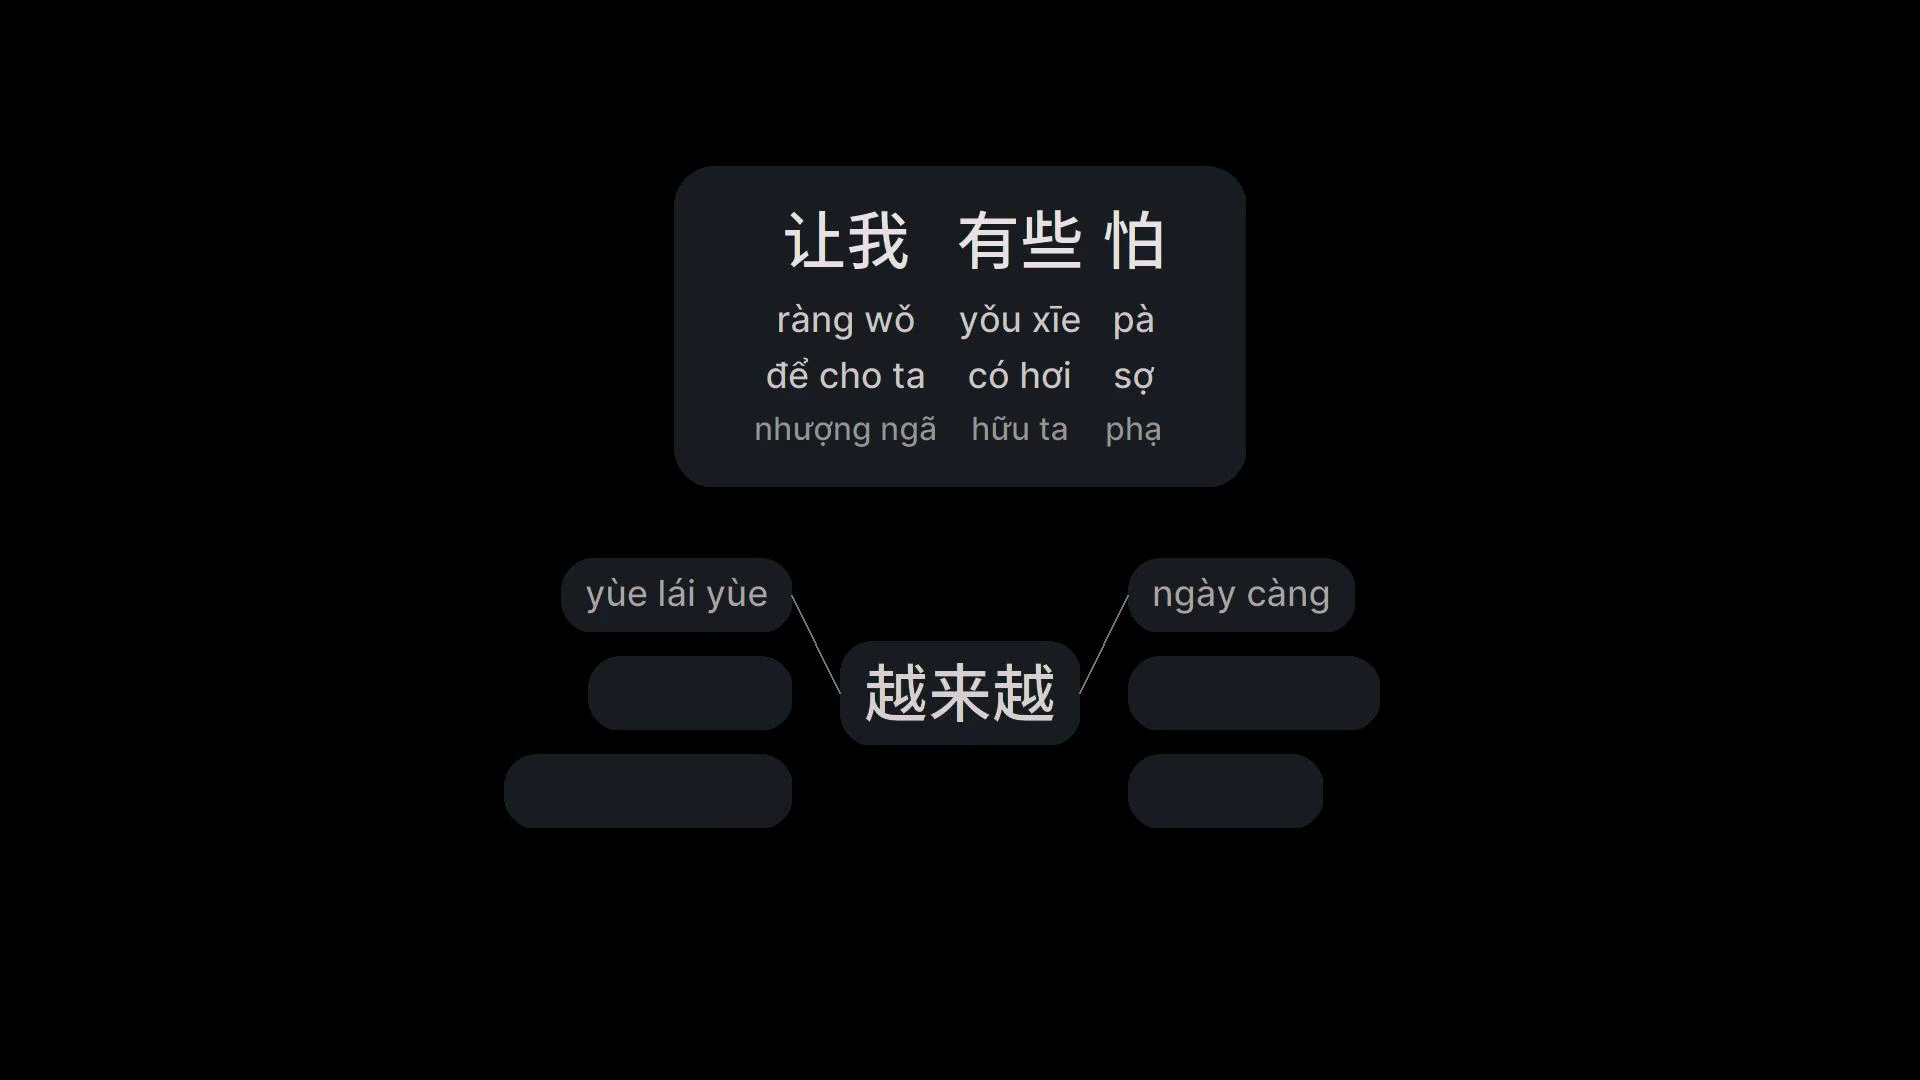 让我 有些 怕
ràng wǒ yǒu xīe pà
để cho ta có hơi sợ
nhượng ngã hữu ta phạ
yùe lái yùe
ngày càng
越来越